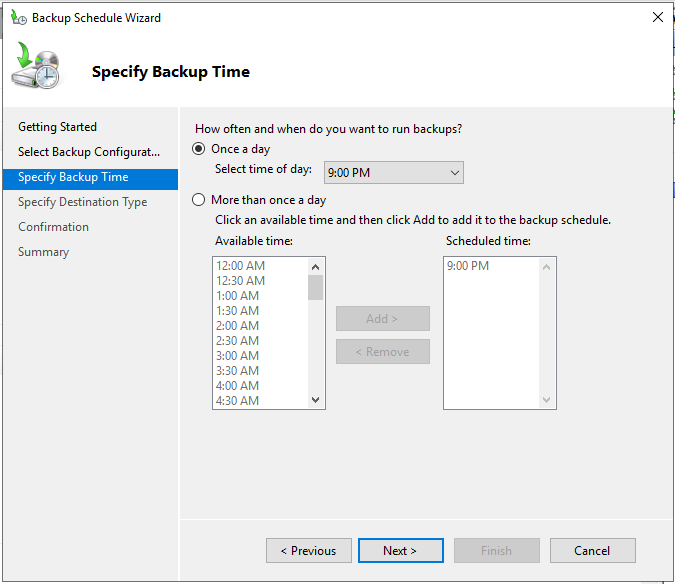 Backup Schedule Wizard
Specify Backup Time
Getting Started
Select Backup Configurat...
Specify Backup Time
Specify Destination Type
Confirmation
Summary
How often and when do you want to run backups?
Once a day
Select time of day: 9:00 PM
More than once a day
Click an available time and then click Add to add it to the backup schedule.
Available time:
12:00 AM
12:30 AM
1:00 AM
1:30 AM
2:00 AM
2:30 AM
3:00 AM
3:30 AM
4:00 AM
4:30 AM
Add >
< Remove
Scheduled time:
9:00 PM
< Previous
Next >
Finish
Cancel